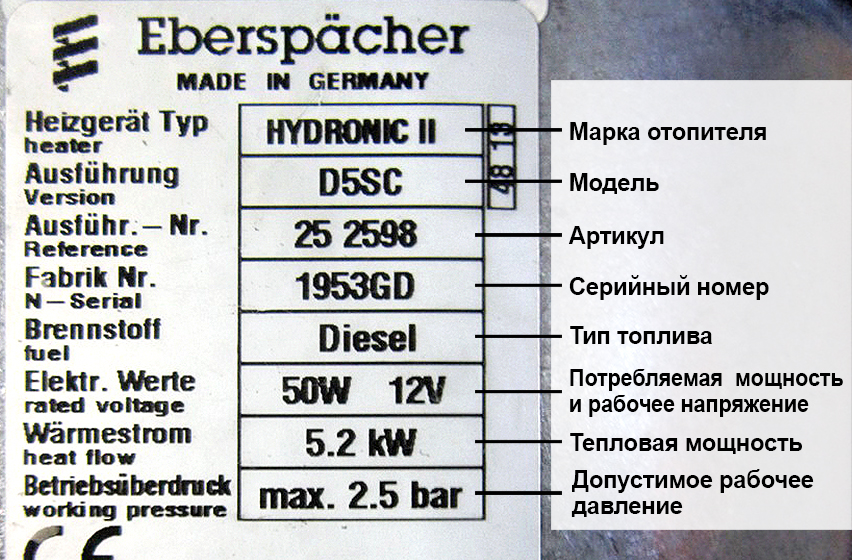 Eberspächer
MADE IN GERMANY
Heizgerät Typ
heater
HYDRONIC II
48 13
Марка отопителя
Ausführung
Version
D5SC
Модель
Ausführ.—Nr.
Reference
25 2598
Артикул
Fabrik Nr.
N—Serial
1953GD
Серийный номер
Brennstoff
fuel
Diesel
Тип топлива
Elektr. Werte
rated voltage
50W 12V
Потребляемая мощность
и рабочее напряжение
Wärmestrom
heat flow
5.2 kW
Тепловая мощность
Betriebsüberdruck
working pressure
max. 2.5 bar
Допустимое рабочее
давление
CE